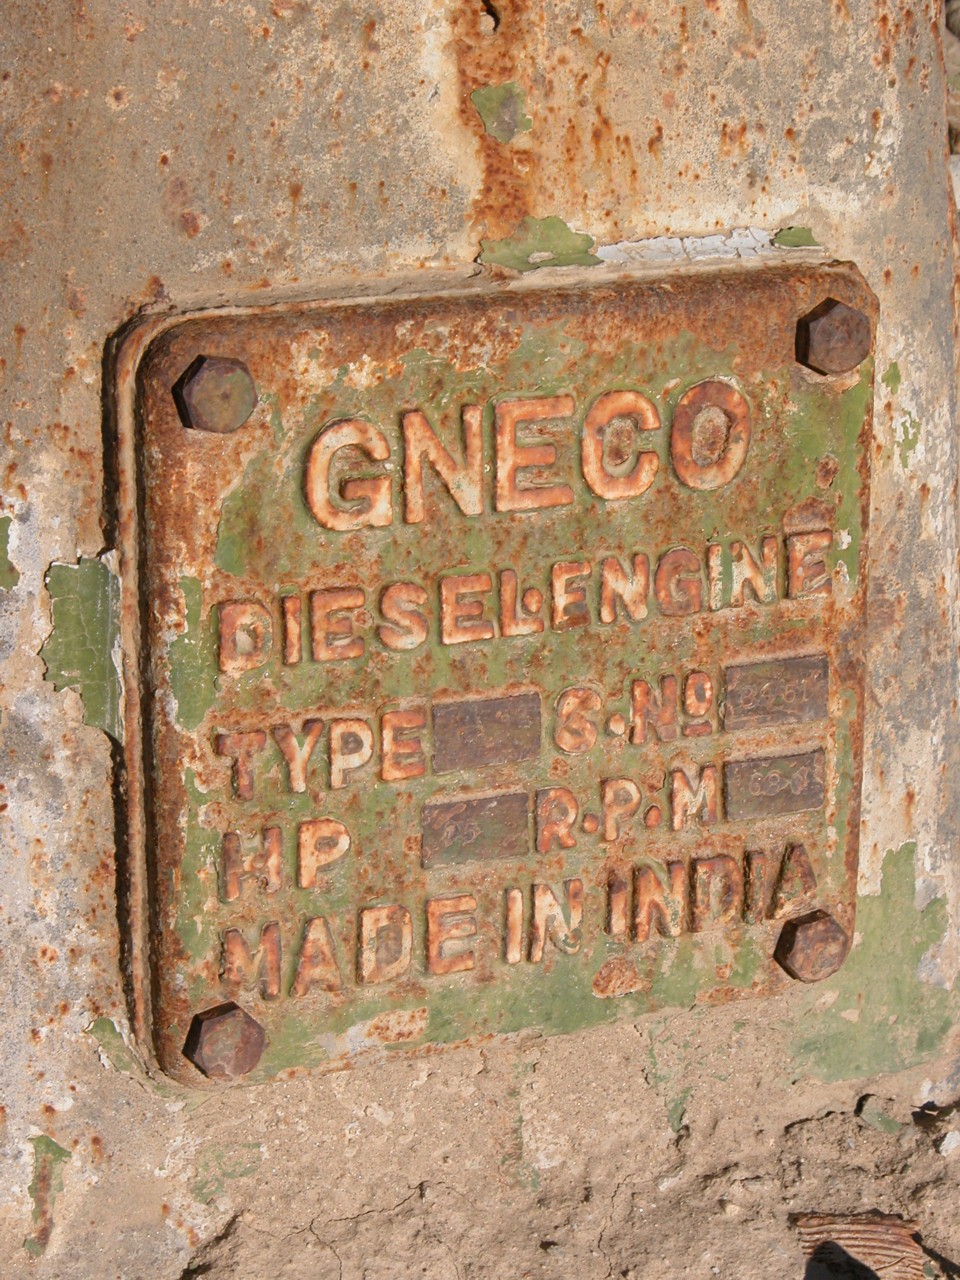 GNECO
DIESEL·ENGINE
TYPE S·Nº
HP R·P·M
MADE IN INDIA